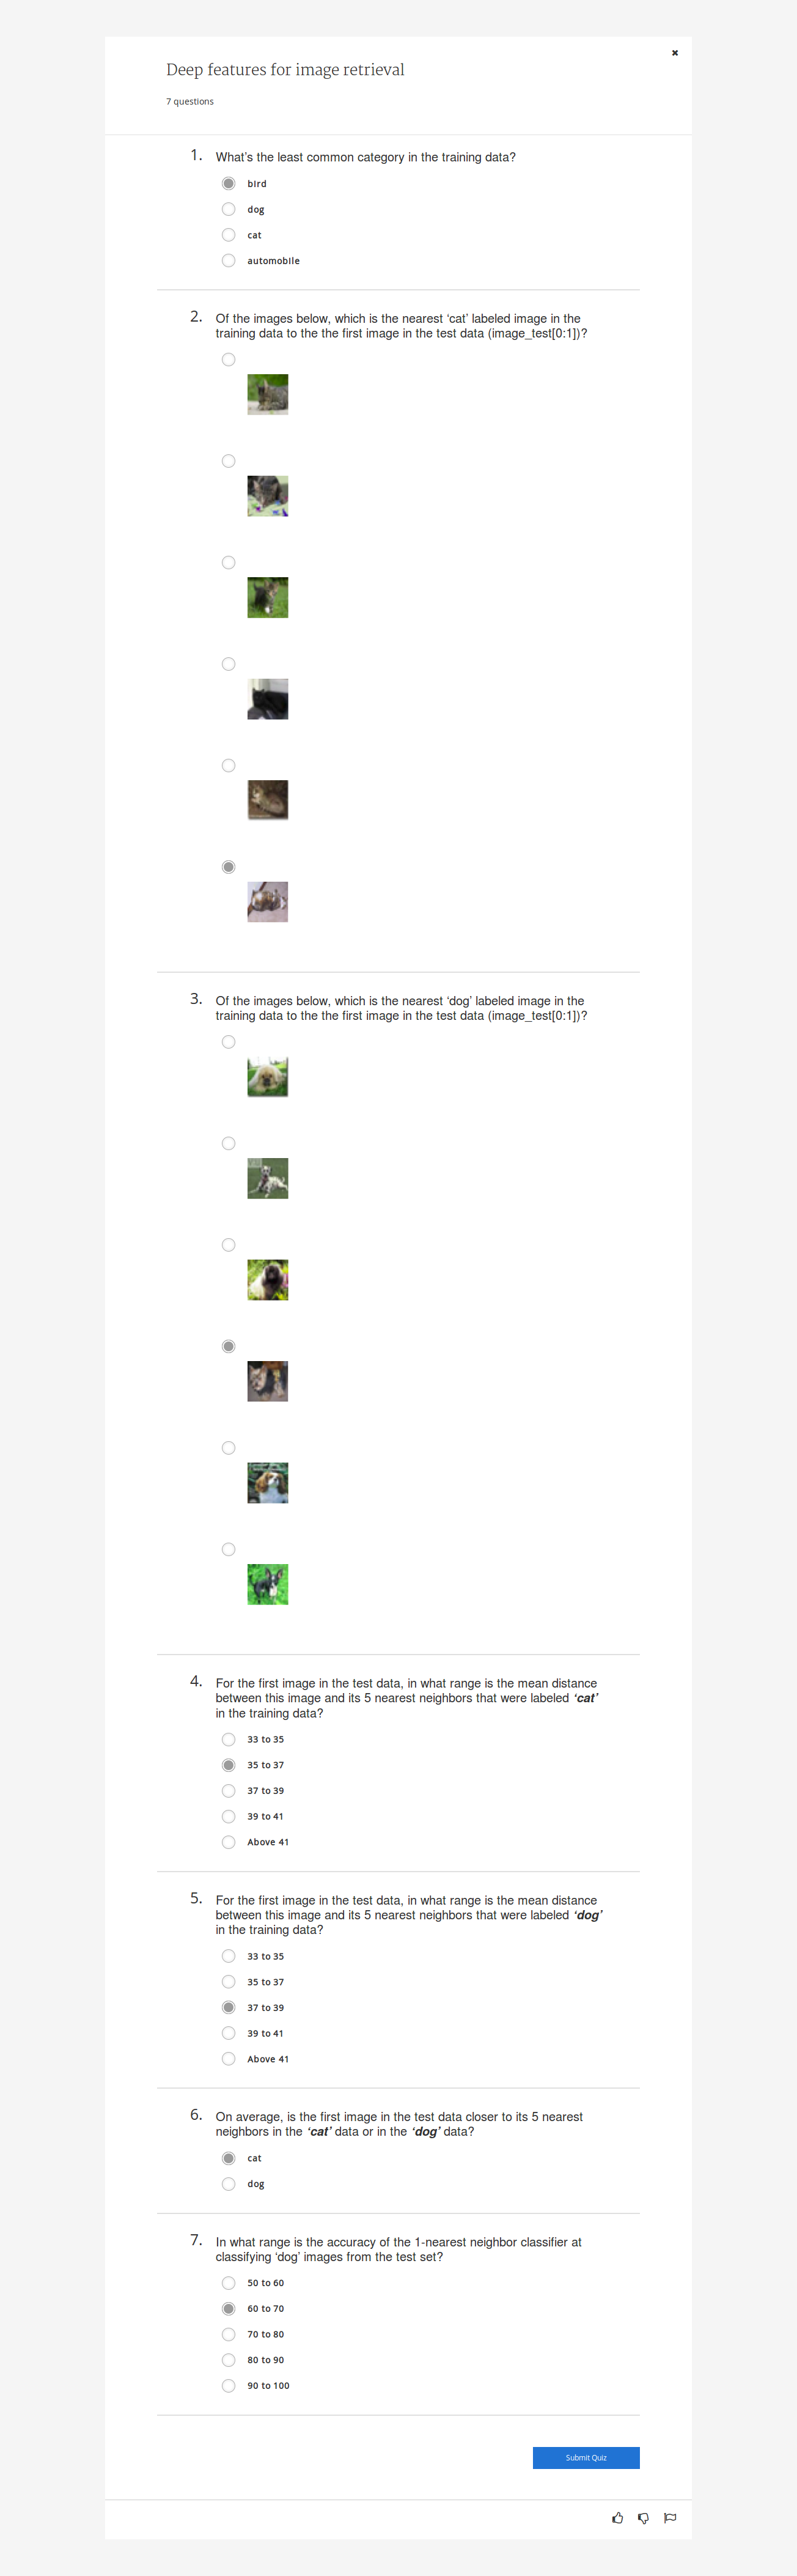 Deep features for image retrieval
7 questions
1. What's the least common category in the training data?
bird
dog
cat
automobile
2. Of the images below, which is the nearest ‘cat’ labeled image in the
training data to the the first image in the test data (image_test[0:1])?
3. Of the images below, which is the nearest ‘dog’ labeled image in the
training data to the the first image in the test data (image_test[0:1])?
4. For the first image in the test data, in what range is the mean distance
between this image and its 5 nearest neighbors that were labeled ‘cat’
in the training data?
33 to 35
35 to 37
37 to 39
39 to 41
Above 41
5. For the first image in the test data, in what range is the mean distance
between this image and its 5 nearest neighbors that were labeled ‘dog’
in the training data?
33 to 35
35 to 37
37 to 39
39 to 41
Above 41
6. On average, is the first image in the test data closer to its 5 nearest
neighbors in the ‘cat’ data or in the ‘dog’ data?
cat
dog
7. In what range is the accuracy of the 1-nearest neighbor classifier at
classifying ‘dog’ images from the test set?
50 to 60
60 to 70
70 to 80
80 to 90
90 to 100
Submit Quiz